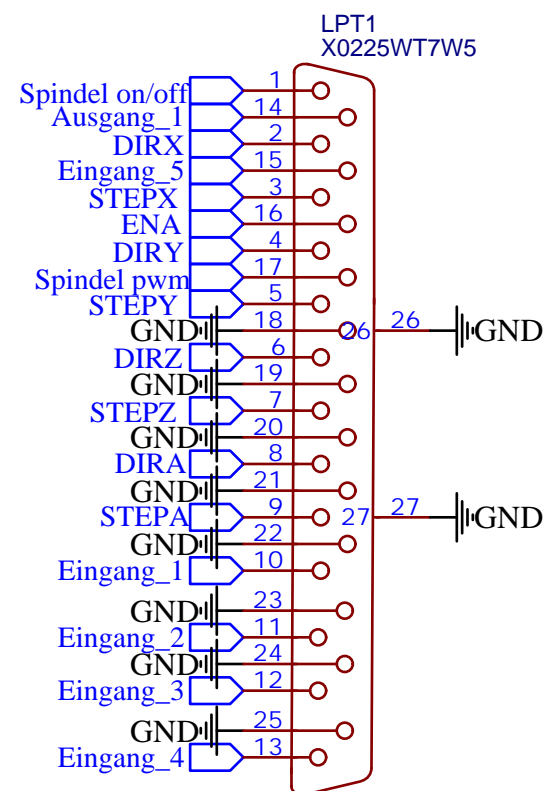 LPT1
X0225WT7W5
Spindel on/off 1
Ausgang_1 14
DIRX 2
Eingang_5 15
STEPX 3
ENA 16
DIRY 4
Spindel pwm 17
STEPY 5
GND 18 26 26 GND
DIRZ 6
GND 19
STEPZ 7
GND 20
DIRA 8
GND 21
STEPA 9 27 27 GND
GND 22
Eingang_1 10
GND 23
Eingang_2 11
GND 24
Eingang_3 12
GND 25
Eingang_4 13